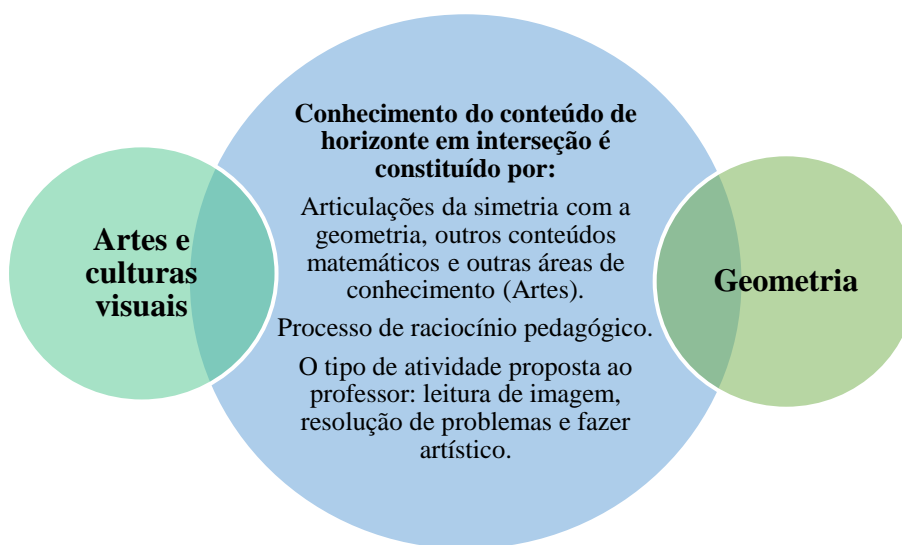 Artes e
culturas
visuais
Conhecimento do conteúdo de
horizonte em interseção é
constituído por:
Articulações da simetria com a
geometria, outros conteúdos
matemáticos e outras áreas de
conhecimento (Artes).
Processo de raciocínio pedagógico.
O tipo de atividade proposta ao
professor: leitura de imagem,
resolução de problemas e fazer
artístico.
Geometria